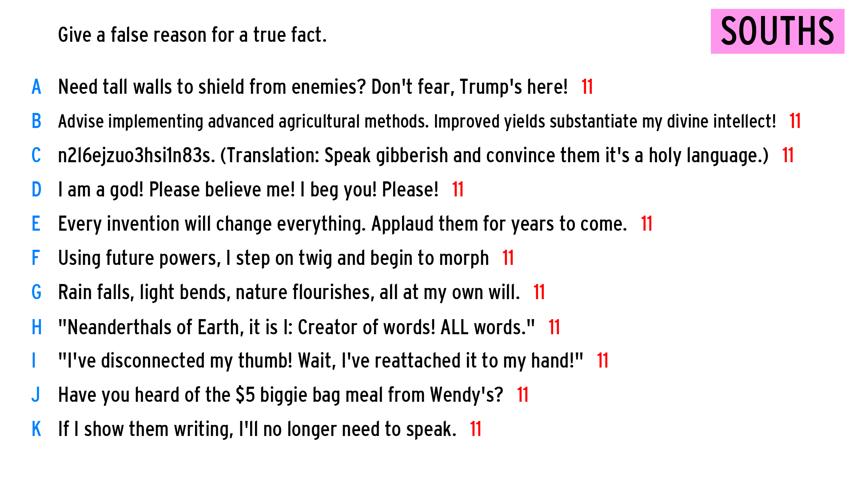 Give a false reason for a true fact.
SOUTHS
A Need tall walls to shield from enemies? Don't fear, Trump's here! 11
B Advise implementing advanced agricultural methods. Improved yields substantiate my divine intellect! 11
C n2l6ejzuo3hsi1n83s. (Translation: Speak gibberish and convince them it's a holy language.) 11
D I am a god! Please believe me! I beg you! Please! 11
E Every invention will change everything. Applaud them for years to come. 11
F Using future powers, I step on twig and begin to morph 11
G Rain falls, light bends, nature flourishes, all at my own will. 11
H "Neanderthals of Earth, it is I: Creator of words! ALL words." 11
I "I've disconnected my thumb! Wait, I've reattached it to my hand!" 11
J Have you heard of the $5 biggie bag meal from Wendy's? 11
K If I show them writing, I'll no longer need to speak. 11